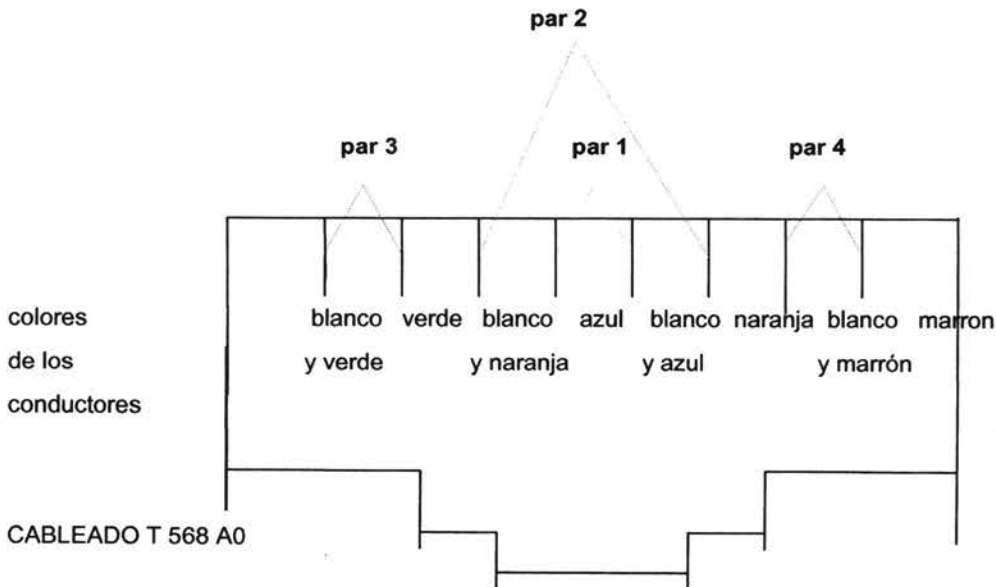 par 2
par 3 par 1 par 4
colores blanco verde blanco azul blanco naranja blanco marron
de los y verde y naranja y azul y marrón
conductores
CABLEADO T 568 A0